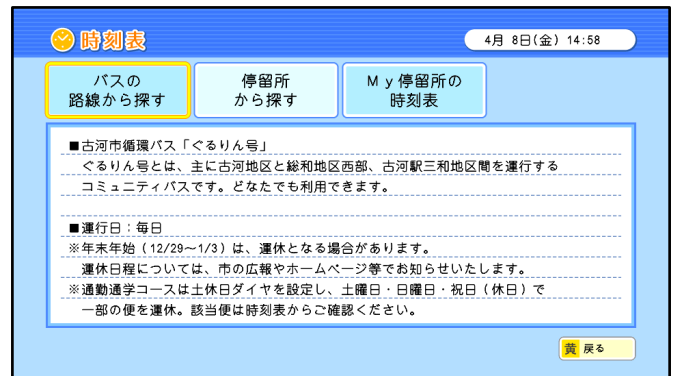 時刻表
4月 8日(金) 14:58
バスの
路線から探す
停留所
から探す
My停留所の
時刻表
■古河市循環バス「ぐるりん号」
ぐるりん号とは、主に古河地区と総和地区西部、古河駅三和地区間を運行する
コミュニティバスです。どなたでも利用できます。
■運行日：毎日
※年末年始（12/29～1/3）は、運休となる場合があります。
運休日程については、市の広報やホームページ等でお知らせいたします。
※通勤通学コースは土休日ダイヤを設定し、土曜日・日曜日・祝日（休日）で
一部の便を運休。該当便は時刻表からご確認ください。
黄 戻る